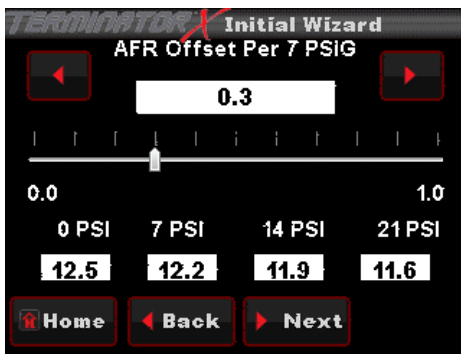 TERMINATOR X Initial Wizard
AFR Offset Per 7 PSIG
0.3
0.0 1.0
0 PSI 7 PSI 14 PSI 21 PSI
12.5 12.2 11.9 11.6
Home Back Next